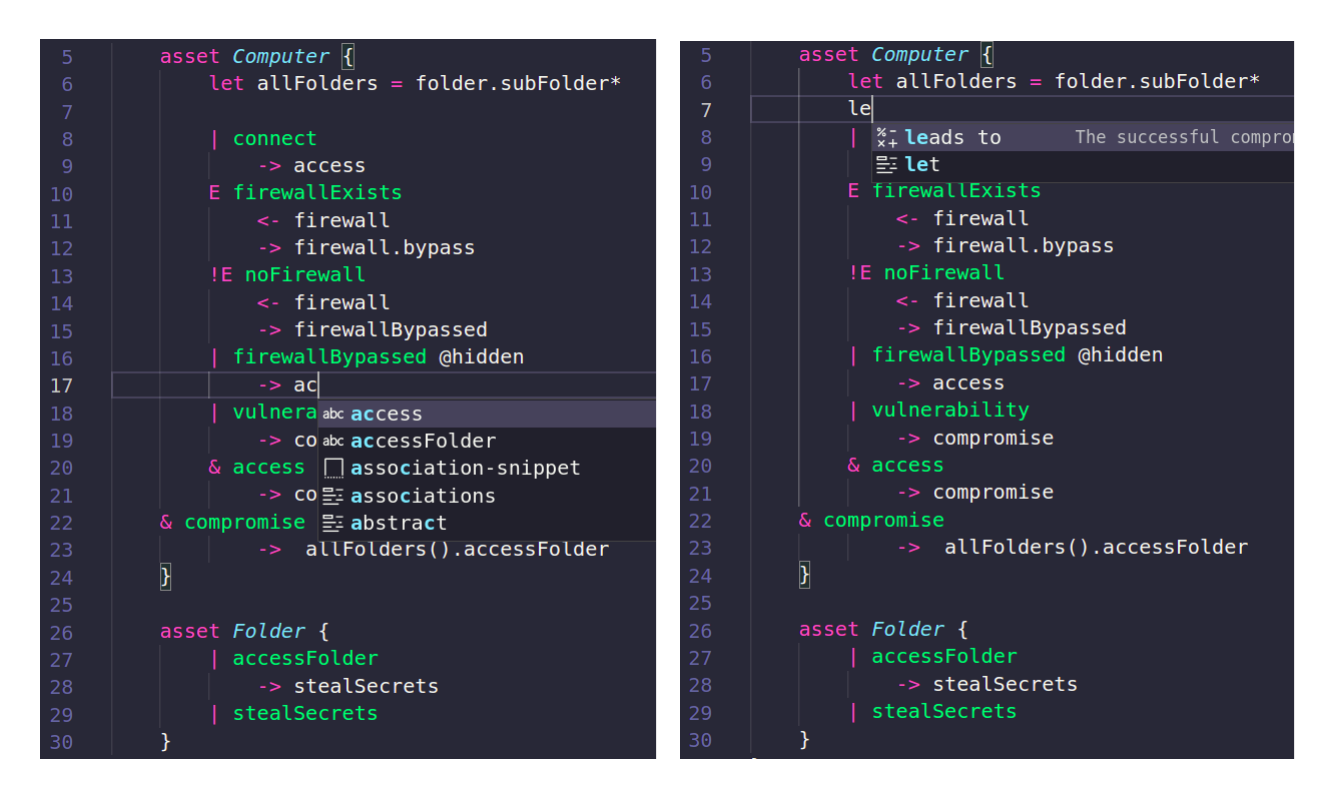 5 asset Computer {
6 let allFolders = folder.subFolder*
7
8 | connect
9 -> access
10 E firewallExists
11 <- firewall
12 -> firewall.bypass
13 !E noFirewall
14 <- firewall
15 -> firewallBypassed
16 | firewallBypassed @hidden
17 -> ac
18 | vulnera
19 -> co
20 & access
21 -> co
22 & compromise
23 -> allFolders().accessFolder
24 }
25
26 asset Folder {
27 | accessFolder
28 -> stealSecrets
29 | stealSecrets
30 }
abc access
abc accessFolder
association-snippet
associations
abstract
5 asset Computer {
6 let allFolders = folder.subFolder*
7 le
8 |
9
10 E firewallExists
11 <- firewall
12 -> firewall.bypass
13 !E noFirewall
14 <- firewall
15 -> firewallBypassed
16 | firewallBypassed @hidden
17 -> access
18 | vulnerability
19 -> compromise
20 & access
21 -> compromise
22 & compromise
23 -> allFolders().accessFolder
24 }
25
26 asset Folder {
27 | accessFolder
28 -> stealSecrets
29 | stealSecrets
30 }
leads to The successful compro
let